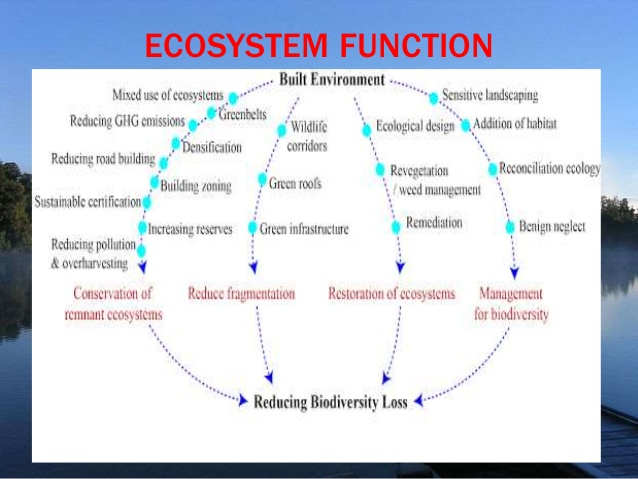 ECOSYSTEM FUNCTION
Built Environment
Mixed use of ecosystems
Greenbelts
Reducing GHG emissions
Densification
Reducing road building
Building zoning
Sustainable certification
Increasing reserves
Reducing pollution
& overharvesting
Conservation of
remnant ecosystems
Wildlife
corridors
Green roofs
Green infrastructure
Reduce fragmentation
Ecological design
Revegetation
/ weed management
Remediation
Restoration of ecosystems
Sensitive landscaping
Addition of habitat
Reconciliation ecology
Benign neglect
Management
for biodiversity
Reducing Biodiversity Loss